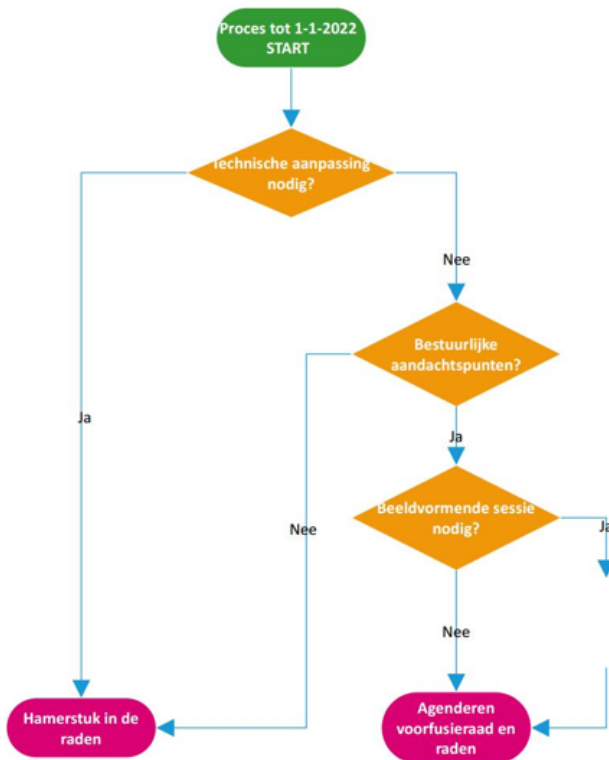 Proces tot 1-1-2022
START
Technische aanpassing
nodig?
Nee
Bestuurlijke
aandachtspunten?
Ja
Ja
Beeldvormende sessie
nodig?
Nee
Ja
Nee
Hamerstuk in de
raden
Agenderen
voorfusieraad en
raden